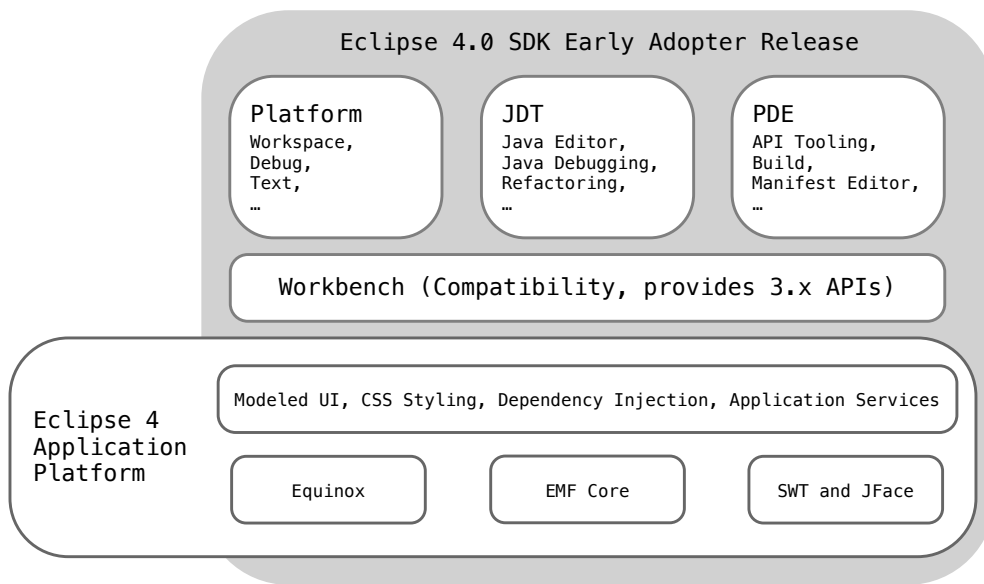 Eclipse 4.0 SDK Early Adopter Release
Platform
Workspace,
Debug,
Text,
…
JDT
Java Editor,
Java Debugging,
Refactoring,
…
PDE
API Tooling,
Build,
Manifest Editor,
…
Workbench (Compatibility, provides 3.x APIs)
Eclipse 4
Application
Platform
Modeled UI, CSS Styling, Dependency Injection, Application Services
Equinox
EMF Core
SWT and JFace